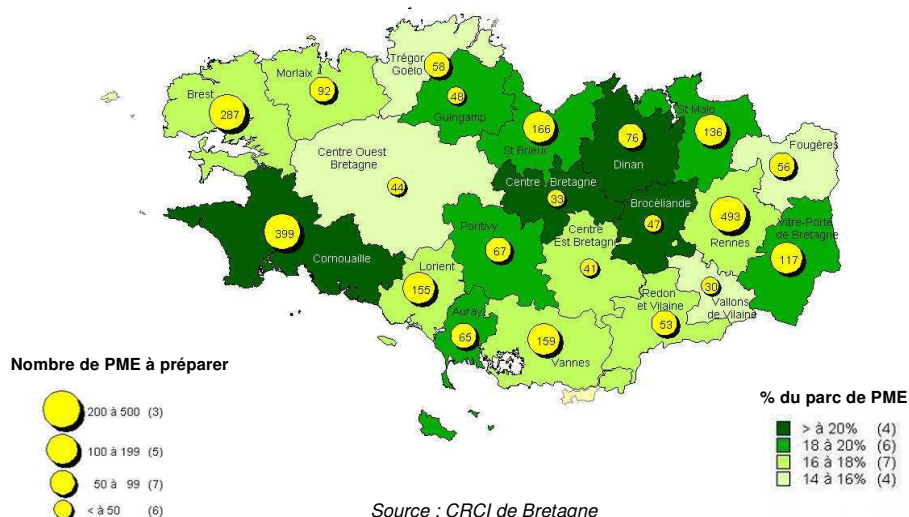 Trégor
Goëlo
58
Morlaix
92
Brest
287
48
Guingamp
166
St Brieuc
76
Dinan
St Malo
136
Fougères
56
Centre Ouest
Bretagne
44
Centre Bretagne
33
Brocéliande
47
493
Rennes
Vitre-Porte
de Bretagne
117
399
Cornouaille
Pontivy
67
Centre
Est Bretagne
41
Lorient
155
30
Vallons
de Vilaine
Redon
et Vilaine
53
Auray
65
159
Vannes
Nombre de PME à préparer
200 à 500 (3)
100 à 199 (5)
50 à 99 (7)
< à 50 (6)
% du parc de PME
> à 20% (4)
18 à 20% (6)
16 à 18% (7)
14 à 16% (4)
Source : CRCI de Bretagne